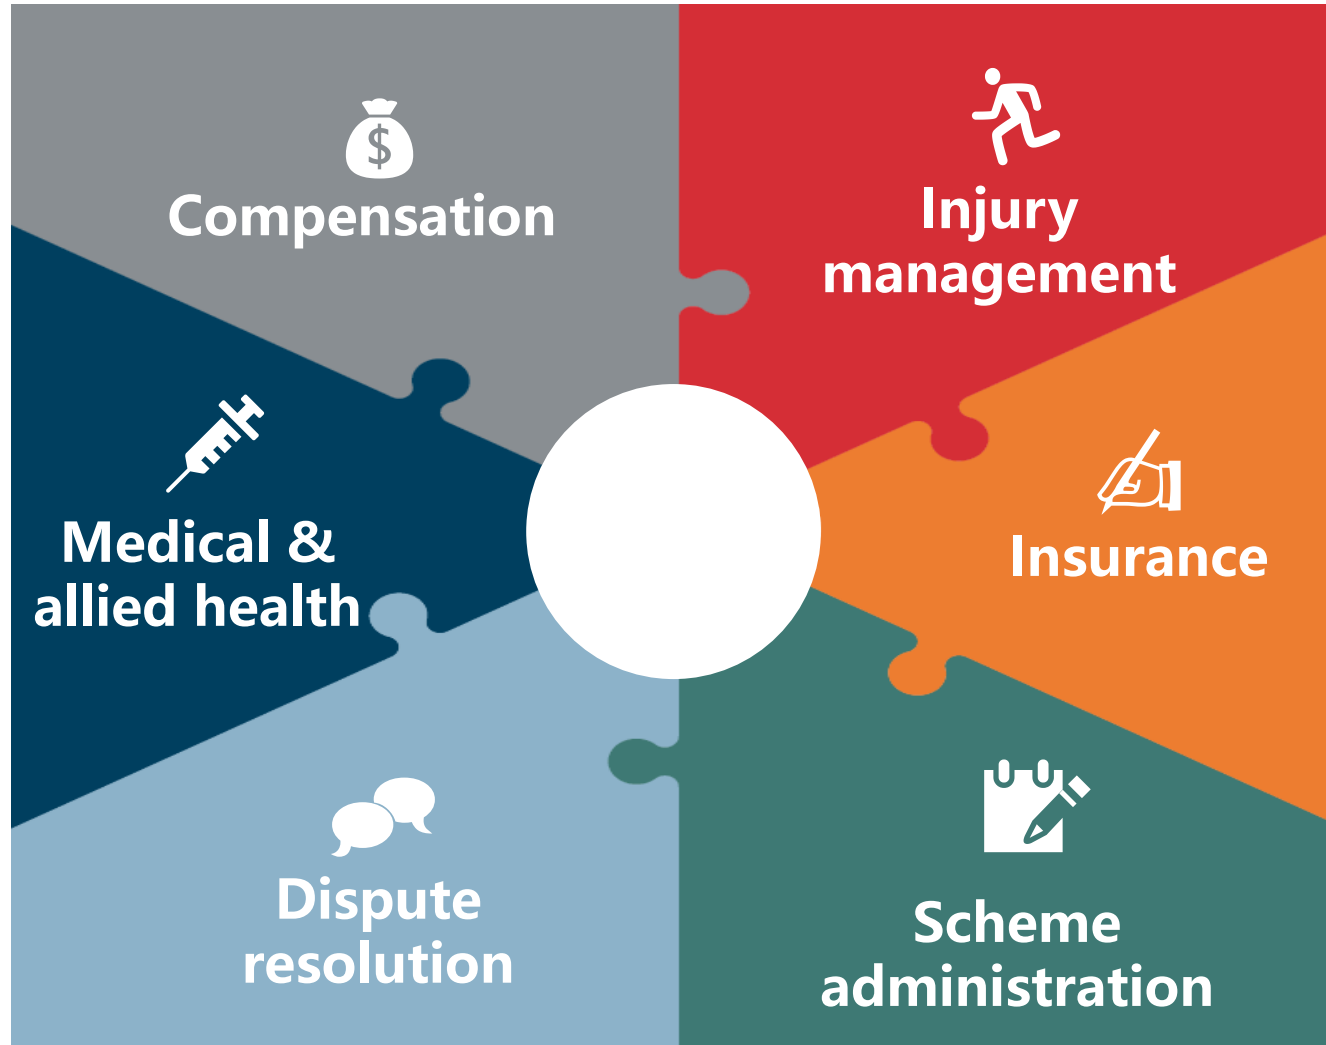 Compensation
Injury
management
Medical &
allied health
Insurance
Dispute
resolution
Scheme
administration
$